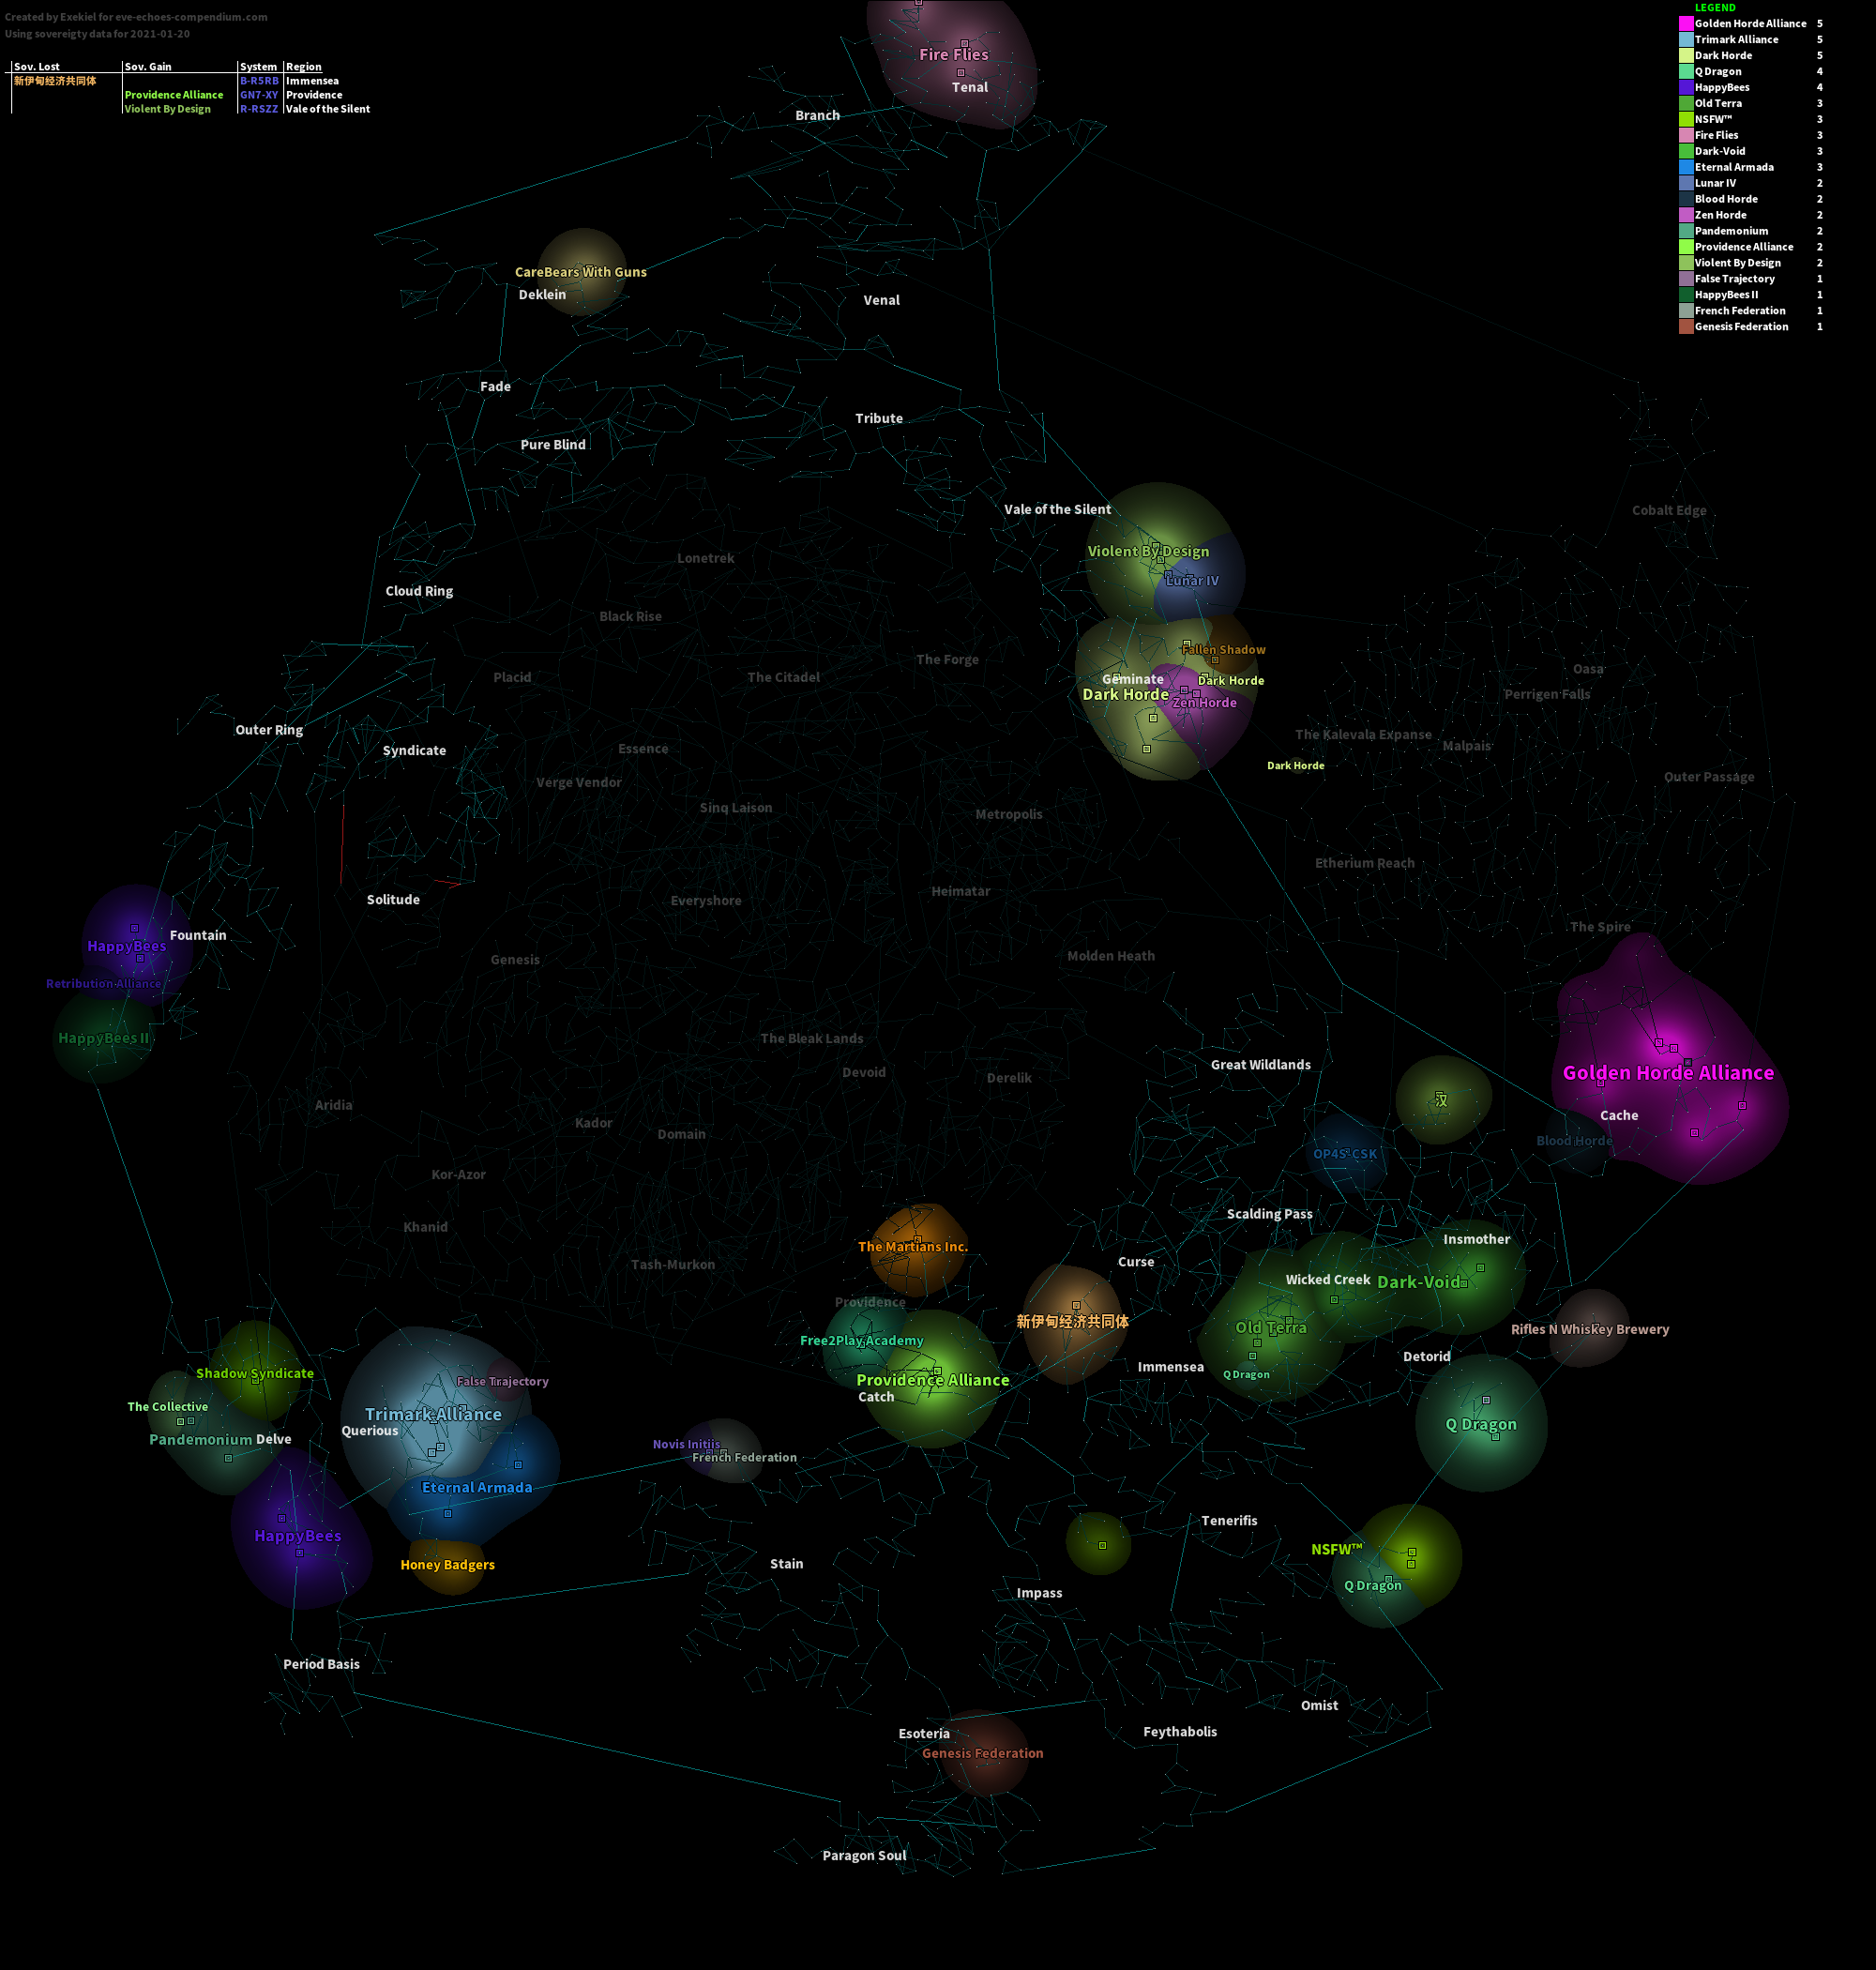 Created by Exekiel for eve-echoes-compendium.com
Using sovereigty data for 2021-01-20
Sov. Lost Sov. Gain System Region
新伊甸经济共同体 B-R5RB Immensea
Providence Alliance GN7-XY Providence
Violent By Design R-RSZZ Vale of the Silent
LEGEND
Golden Horde Alliance 5
Trimark Alliance 5
Dark Horde 5
Q Dragon 4
HappyBees 4
Old Terra 3
NSFW™ 3
Fire Flies 3
Dark-Void 3
Eternal Armada 3
Lunar IV 2
Blood Horde 2
Zen Horde 2
Pandemonium 2
Providence Alliance 2
Violent By Design 2
False Trajectory 1
HappyBees II 1
French Federation 1
Genesis Federation 1
Fire Flies
Tenal
Branch
CareBears With Guns
Deklein
Venal
Fade
Tribute
Pure Blind
Vale of the Silent
Cobalt Edge
Violent By Design
Lonetrek
Lunar IV
Cloud Ring
Black Rise
Fallen Shadow
The Forge
Oasa
Placid
The Citadel
Geminate
Dark Horde
Dark Horde
Perrigen Falls
Zen Horde
Outer Ring
The Kalevala Expanse
Malpais
Syndicate
Essence
Dark Horde
Outer Passage
Verge Vendor
Sinq Laison
Metropolis
Etherium Reach
Heimatar
Solitude
Everyshore
The Spire
Fountain
HappyBees
Molden Heath
Genesis
Retribution Alliance
HappyBees II
The Bleak Lands
Great Wildlands
Golden Horde Alliance
Devoid
Derelik
汉
Aridia
Cache
Kador
Domain
Blood Horde
OP4S-CSK
Kor-Azor
Scalding Pass
Khanid
Insmother
The Martians Inc.
Curse
Tash-Murkon
Wicked Creek
Dark-Void
Providence
新伊甸经济共同体
Old Terra
Rifles N Whiskey Brewery
Free2Play Academy
Detorid
Immensea
Shadow Syndicate
Q Dragon
False Trajectory
Providence Alliance
Catch
The Collective
Trimark Alliance
Q Dragon
Querious
Pandemonium
Delve
Novis Initiis
French Federation
Eternal Armada
Tenerifis
HappyBees
NSFW™
Honey Badgers
Stain
Q Dragon
Impass
Period Basis
Omist
Esoteria
Feythabolis
Genesis Federation
Paragon Soul